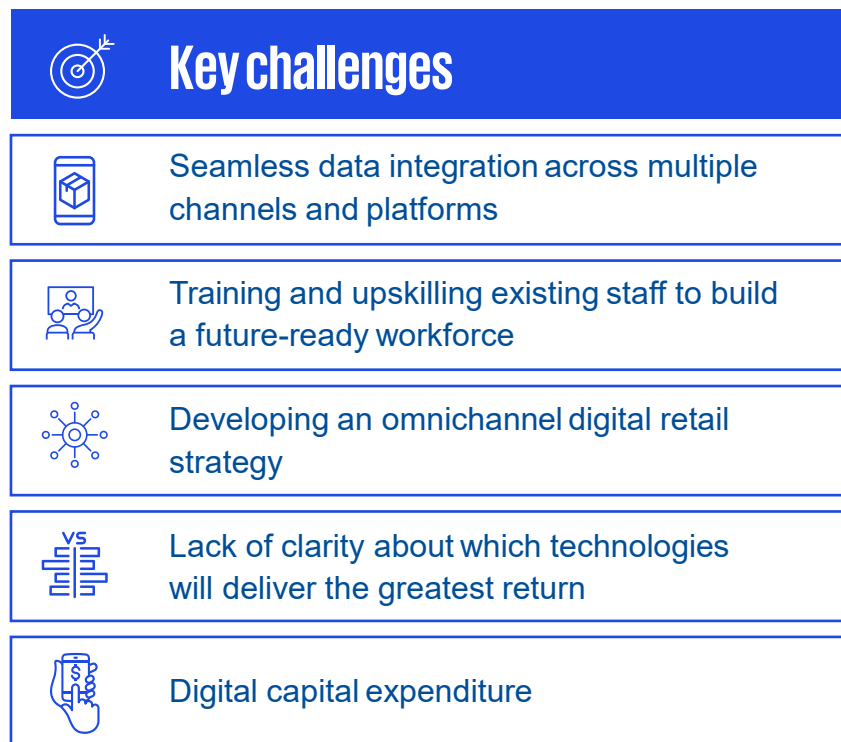 Key challenges
Seamless data integration across multiple
channels and platforms
Training and upskilling existing staff to build
a future-ready workforce
Developing an omnichannel digital retail
strategy
VS
Lack of clarity about which technologies
will deliver the greatest return
$
Digital capital expenditure